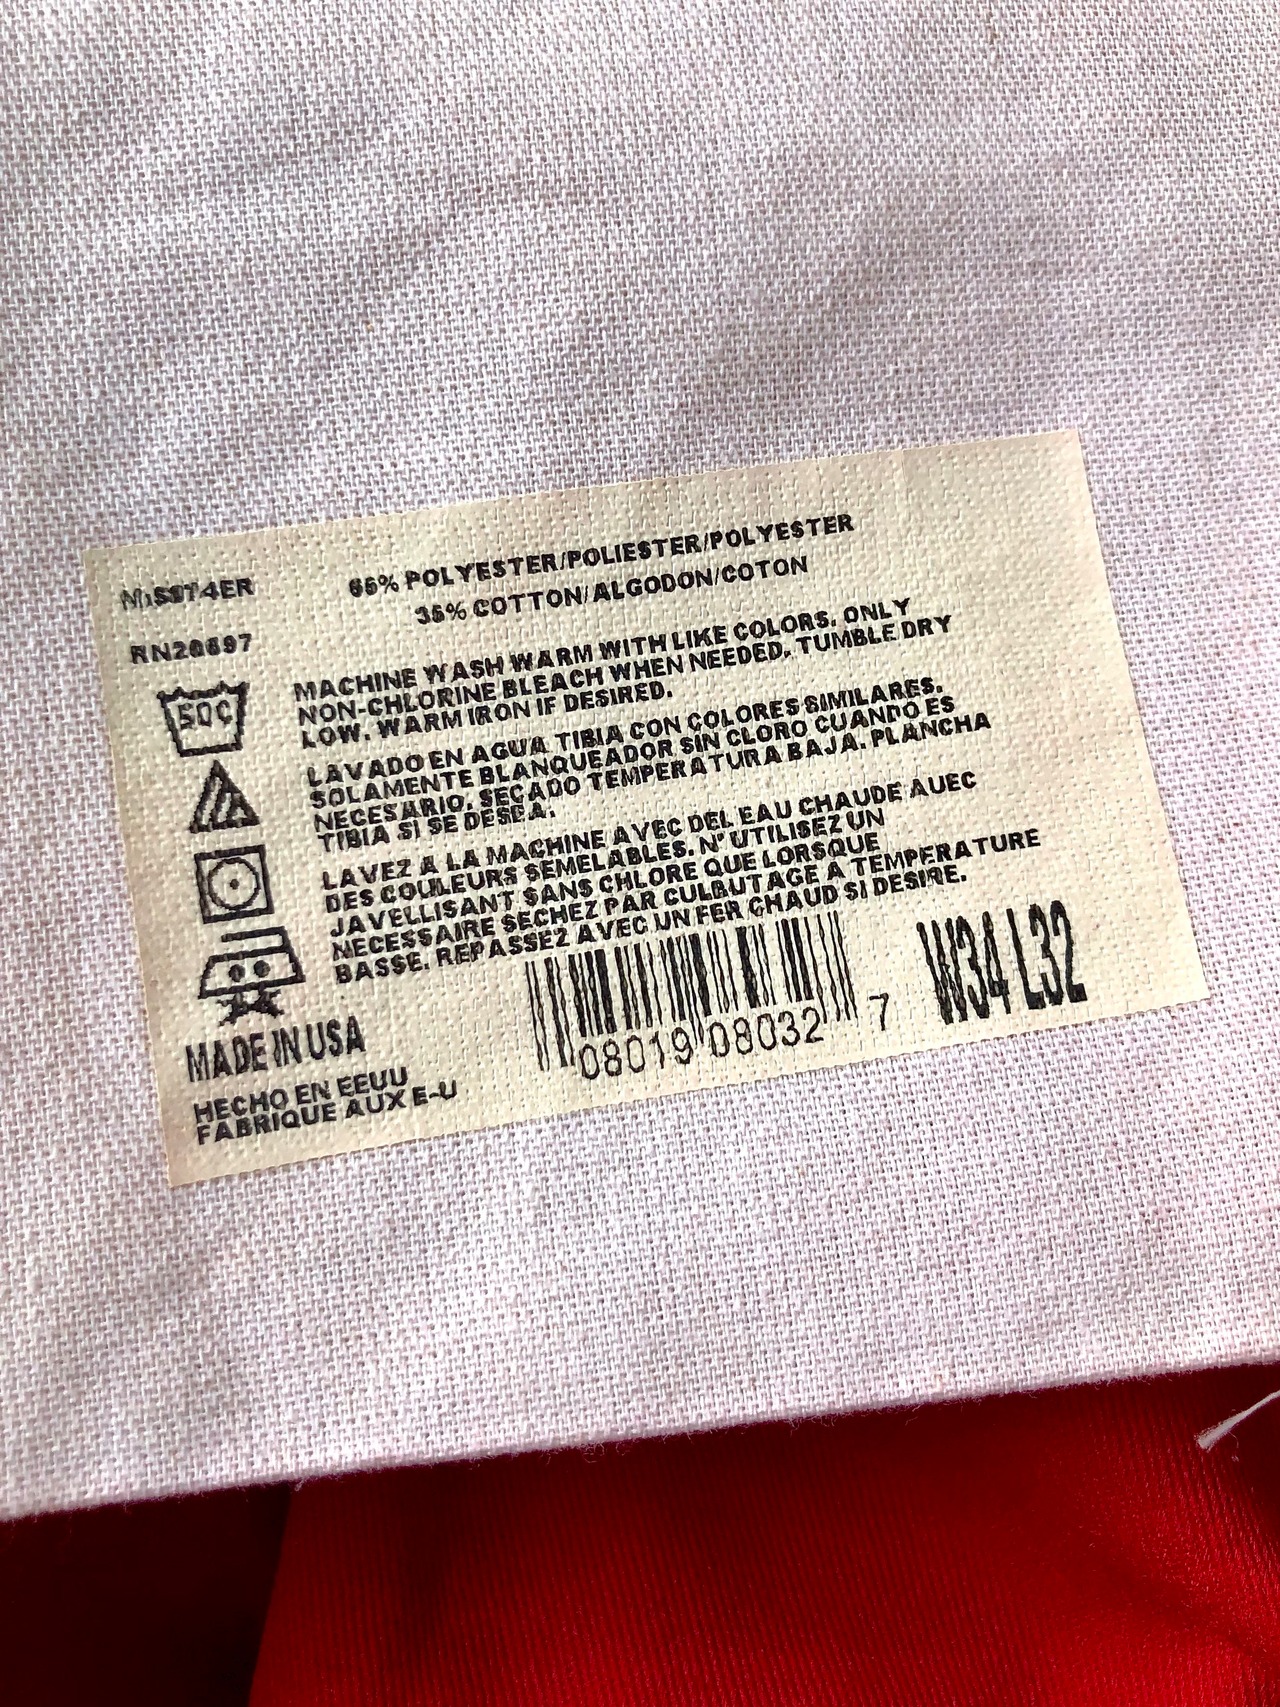 RN20697
65% POLYESTER/POLIESTER/POLYESTER
35% COTTON/ALGODON/COTON
MACHINE WASH WARM WITH LIKE COLORS. ONLY
NON-CHLORINE BLEACH WHEN NEEDED. TUMBLE DRY
LOW. WARM IRON IF DESIRED.
LAVADO EN AGUA TIBIA CON COLORES SIMILARES.
SOLAMENTE BLANQUEADOR SIN CLORO CUANDO ES
NECESARIO. SECADO TEMPERATURA BAJA. PLANCHA
TIBIA SI SE DESEA.
LAVEZ A LA MACHINE AVEC DEL EAU CHAUDE AUEC
DES COULEURS SEMELABLES. N' UTILISEZ UN
JAVELLISANT SANS CHLORE QUE LORSQUE
NECESSAIRE SECHEZ PAR CULBUTAGE A TEMPERATURE
BASSE. REPASSEZ AVEC UN FER CHAUD SI DESIRE.
50C
MADE IN USA
HECHO EN EEUU
FABRIQUE AUX E-U
08019 08032 7
W34 L32